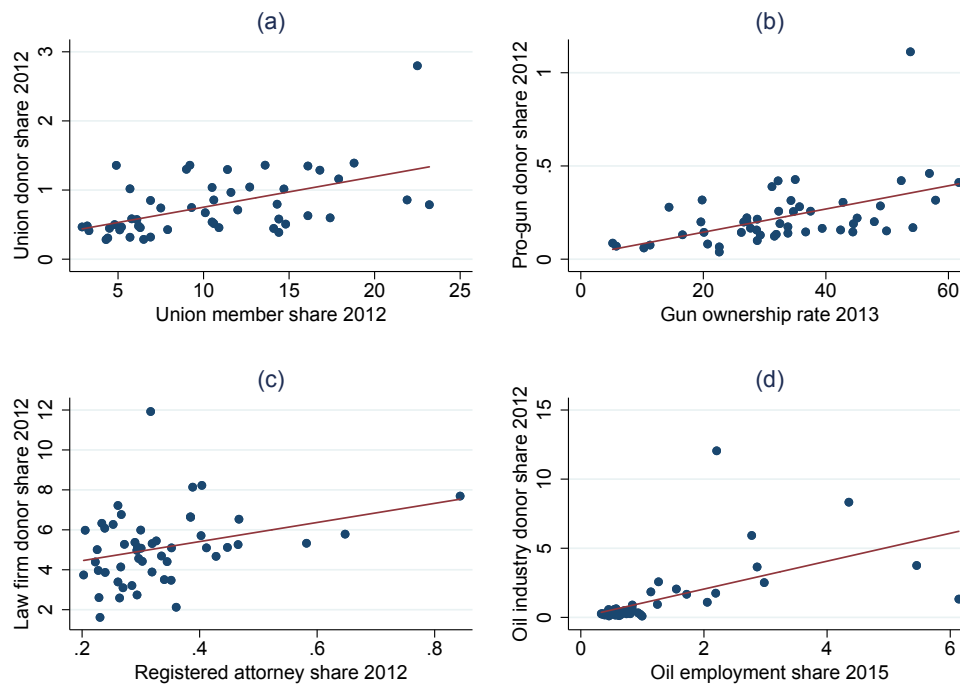 (a)
Union donor share 2012
3
2
1
0
5 10 15 20 25
Union member share 2012
(b)
Pro-gun donor share 2012
1
.5
0
0 20 40 60
Gun ownership rate 2013
(c)
Law firm donor share 2012
12
10
8
6
4
2
.2 .4 .6 .8
Registered attorney share 2012
(d)
Oil industry donor share 2012
15
10
5
0
0 2 4 6
Oil employment share 2015